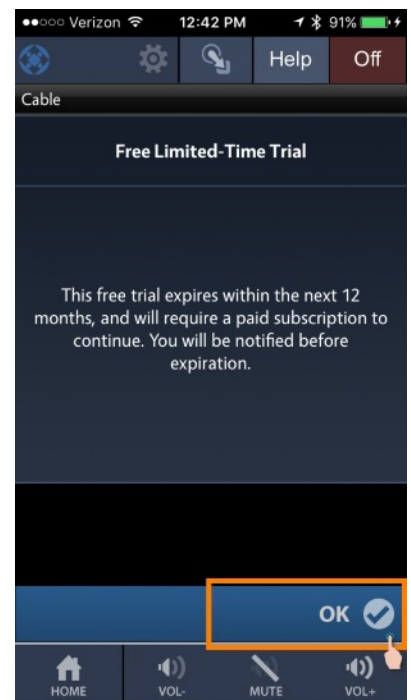 Verizon 12:42 PM 91%
Help Off
Cable
Free Limited-Time Trial
This free trial expires within the next 12
months, and will require a paid subscription to
continue. You will be notified before
expiration.
OK
HOME VOL- MUTE VOL+